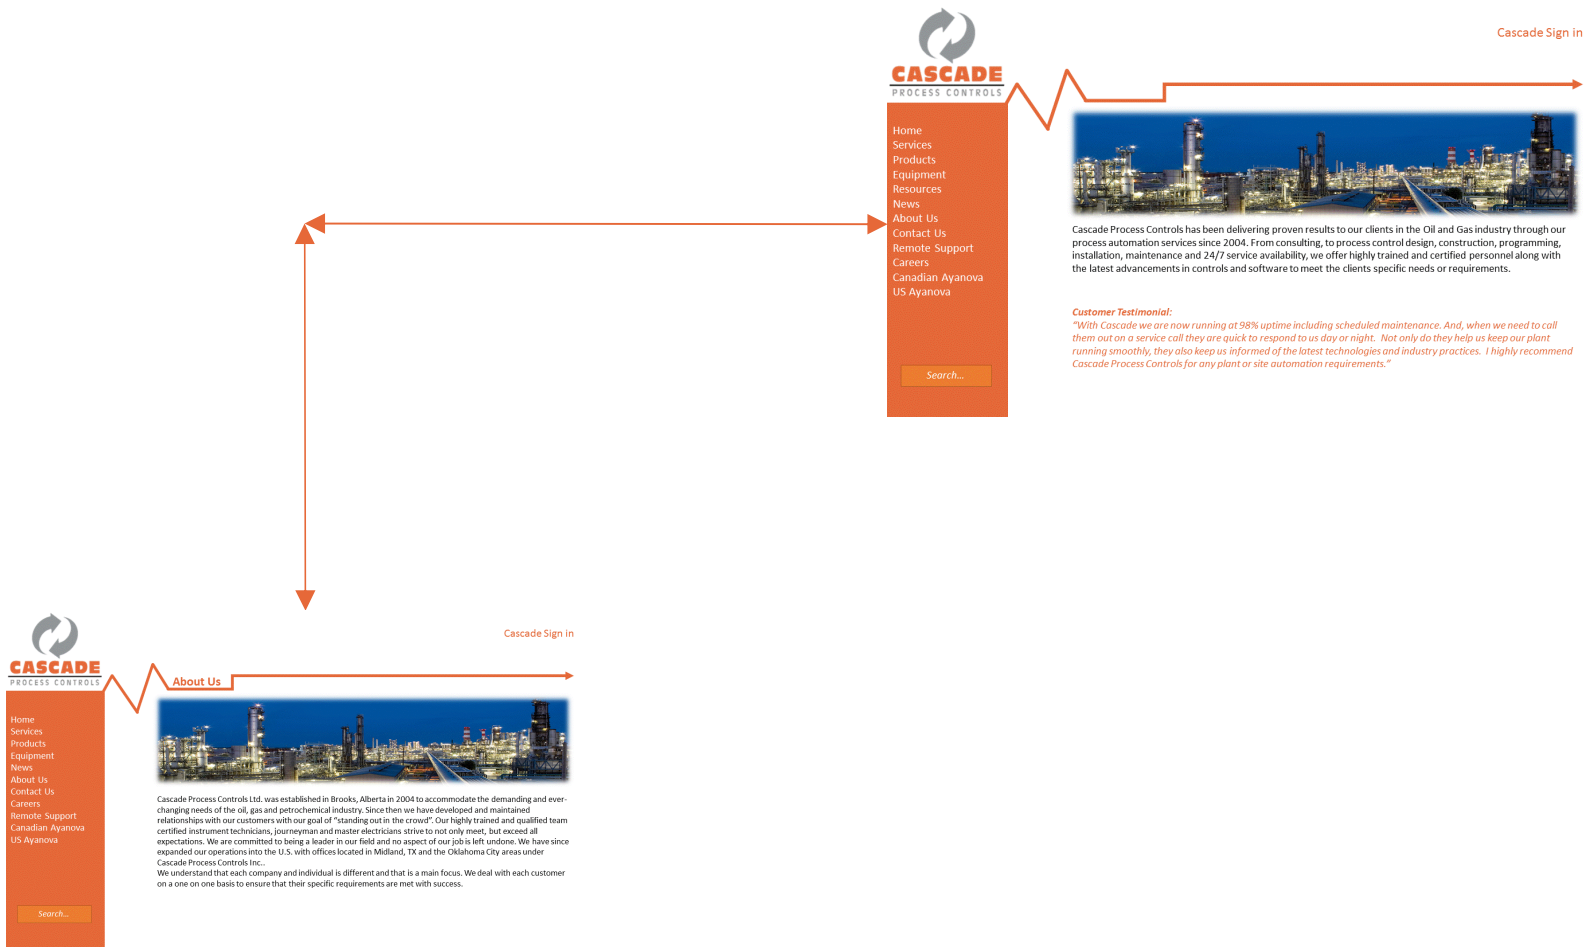 CASCADE
PROCESS CONTROLS
Cascade Sign in
Home
Services
Products
Equipment
Resources
News
About Us
Contact Us
Remote Support
Careers
Canadian Ayanova
US Ayanova
Search...
Cascade Process Controls has been delivering proven results to our clients in the Oil and Gas industry through our
process automation services since 2004. From consulting, to process control design, construction, programming,
installation, maintenance and 24/7 service availability, we offer highly trained and certified personnel along with
the latest advancements in controls and software to meet the clients specific needs or requirements.
Customer Testimonial:
"With Cascade we are now running at 98% uptime including scheduled maintenance. And, when we need to call
them out on a service call they are quick to respond to us day or night. Not only do they help us keep our plant
running smoothly, they also keep us informed of the latest technologies and industry practices. I highly recommend
Cascade Process Controls for any plant or site automation requirements."
CASCADE
PROCESS CONTROLS
Cascade Sign in
About Us
Home
Services
Products
Equipment
News
About Us
Contact Us
Careers
Remote Support
Canadian Ayanova
US Ayanova
Search...
Cascade Process Controls Ltd. was established in Brooks, Alberta in 2004 to accommodate the demanding and ever-
changing needs of the oil, gas and petrochemical industry. Since then we have developed and maintained
relationships with our customers with our goal of "standing out in the crowd". Our highly trained and qualified team
certified instrument technicians, journeyman and master electricians strive to not only meet, but exceed all
expectations. We are committed to being a leader in our field and no aspect of our job is left undone. We have since
expanded our operations into the U.S. with offices located in Midland, TX and the Oklahoma City areas under
Cascade Process Controls Inc..
We understand that each company and individual is different and that is a main focus. We deal with each customer
on a one on one basis to ensure that their specific requirements are met with success.